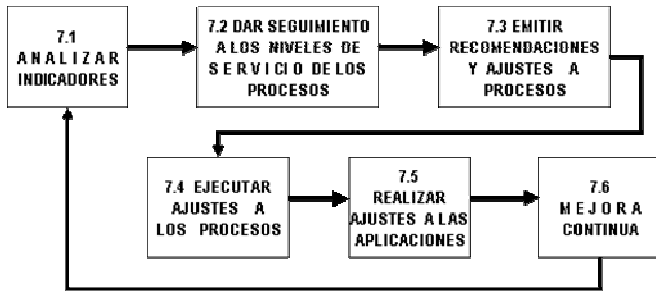 7.1
ANALIZAR
INDICADORES
7.2 DAR SEGUIMIENTO
A LOS NIVELES DE
SERVICIO DE LOS
PROCESOS
7.3 EMITIR
RECOMENDACIONES
Y AJUSTES A
PROCESOS
7.4 EJECUTAR
AJUSTES A
LOS PROCESOS
7.5
REALIZAR
AJUSTES A LAS
APLICACIONES
7.6
MEJORA
CONTINUA